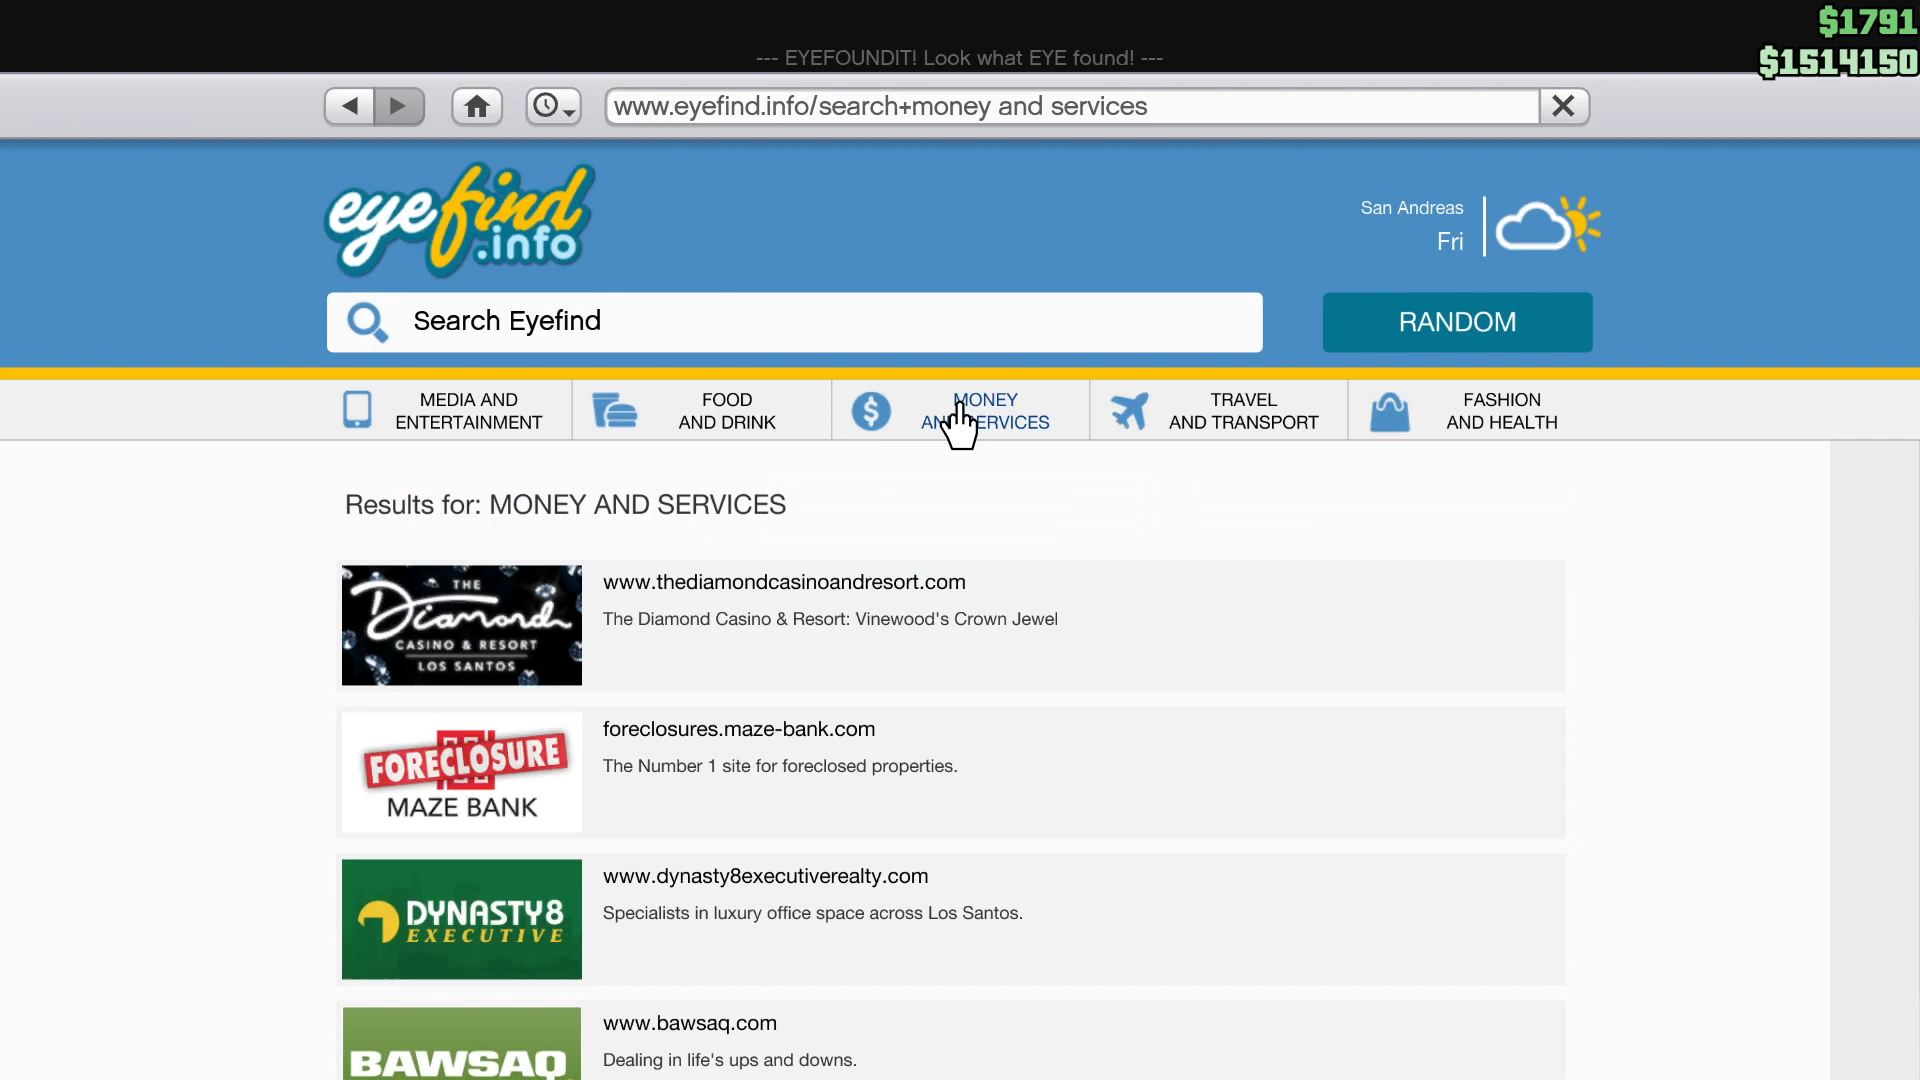 $1791
--- EYEFOUNDIT! Look what EYE found! ---
$1514150
www.eyefind.info/search+money and services
eyefind
.info
San Andreas
Fri
Search Eyefind
RANDOM
MEDIA AND
ENTERTAINMENT
FOOD
AND DRINK
MONEY
AND SERVICES
TRAVEL
AND TRANSPORT
FASHION
AND HEALTH
Results for: MONEY AND SERVICES
THE
Diamond
CASINO & RESORT
LOS SANTOS
www.thediamondcasinoandresort.com
The Diamond Casino & Resort: Vinewood's Crown Jewel
FORECLOSURE
MAZE BANK
foreclosures.maze-bank.com
The Number 1 site for foreclosed properties.
DYNASTY8
EXECUTIVE
www.dynasty8executiverealty.com
Specialists in luxury office space across Los Santos.
BAWSAQ
www.bawsaq.com
Dealing in life's ups and downs.